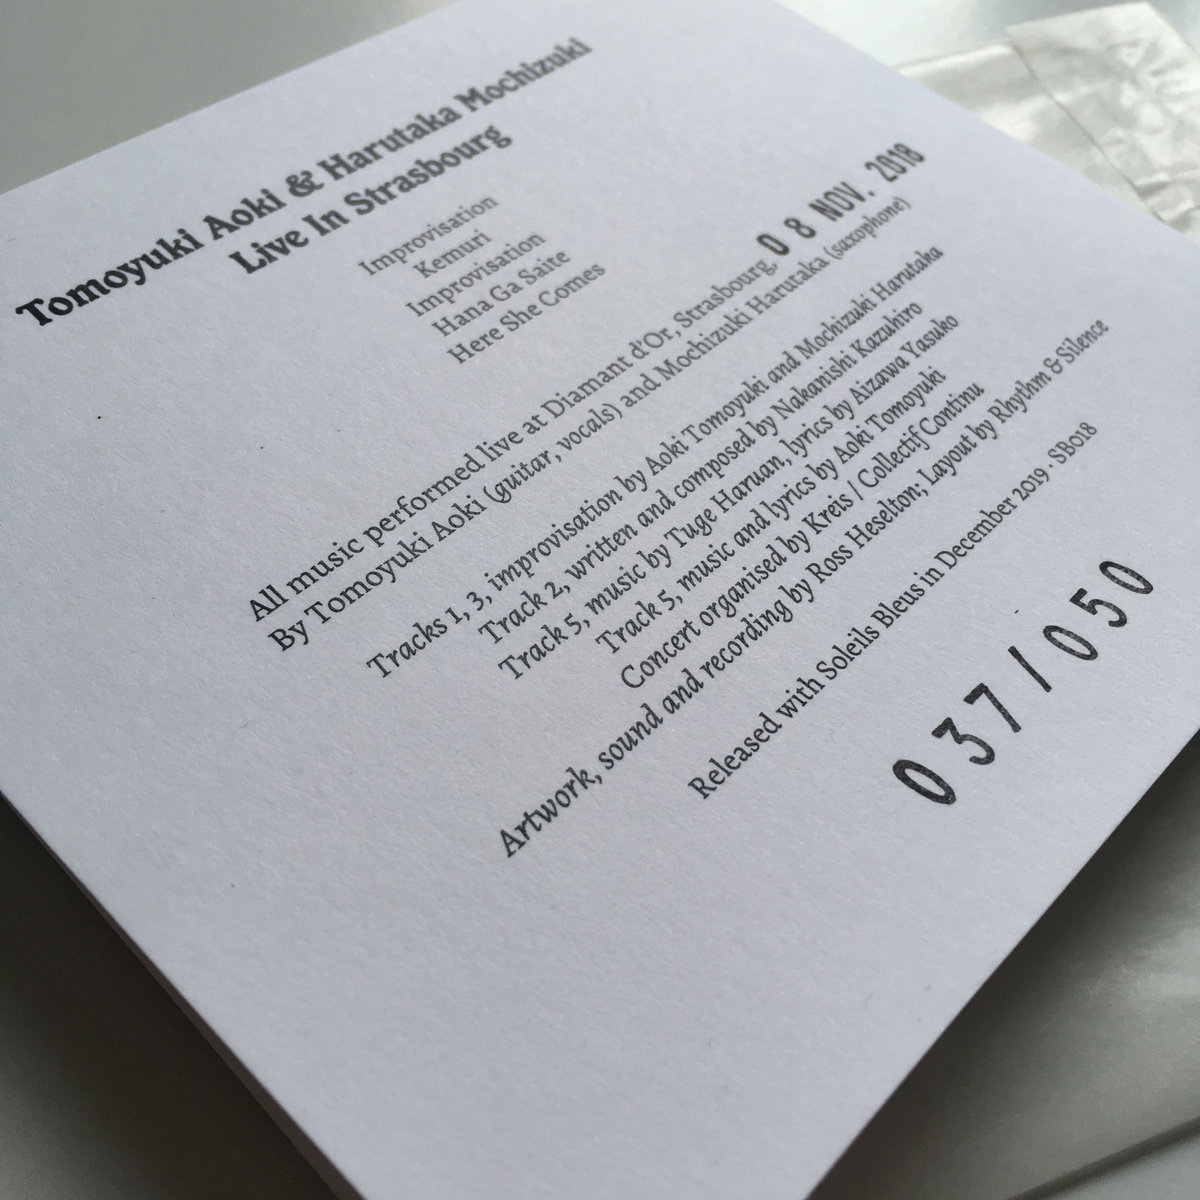 Tomoyuki Aoki & Harutaka Mochizuki
Live In Strasbourg
Improvisation
Kemuri
Improvisation
Hana Ga Saite
Here She Comes
All music performed live at Diamant d'Or, Strasbourg, 08 NOV. 2018
By Tomoyuki Aoki (guitar, vocals) and Mochizuki Harutaka (saxophone)
Tracks 1, 3, improvisation by Aoki Tomoyuki and Mochizuki Harutaka
Track 2, written and composed by Nakanishi Kazuhiro
Track 5, music by Tuge Haruan, lyrics by Aizawa Yasuko
Track 5, music and lyrics by Aoki Tomoyuki
Concert organised by Kreis / Collectif Continu
Artwork, sound and recording by Ross Heselton; Layout by Rhythm & Silence
Released with Soleils Bleus in December 2019 · SB018
037/050